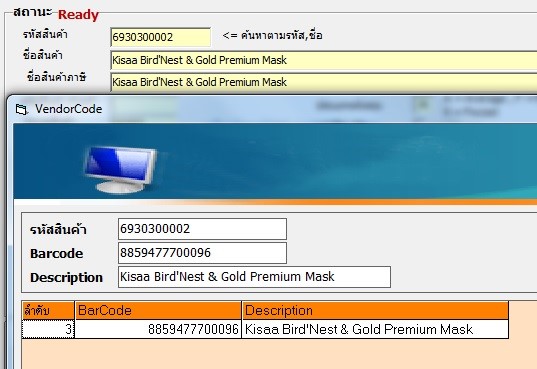 สถานะ Ready
รหัสสินค้า 6930300002 <= ค้นหาตามรหัส,ชื่อ
ชื่อสินค้า Kisaa Bird'Nest & Gold Premium Mask
ชื่อสินค้าภาษี Kisaa Bird'Nest & Gold Premium Mask
VendorCode
รหัสสินค้า 6930300002
Barcode 8859477700096
Description Kisaa Bird'Nest & Gold Premium Mask
ลำดับ BarCode Description
3 8859477700096 Kisaa Bird'Nest & Gold Premium Mask